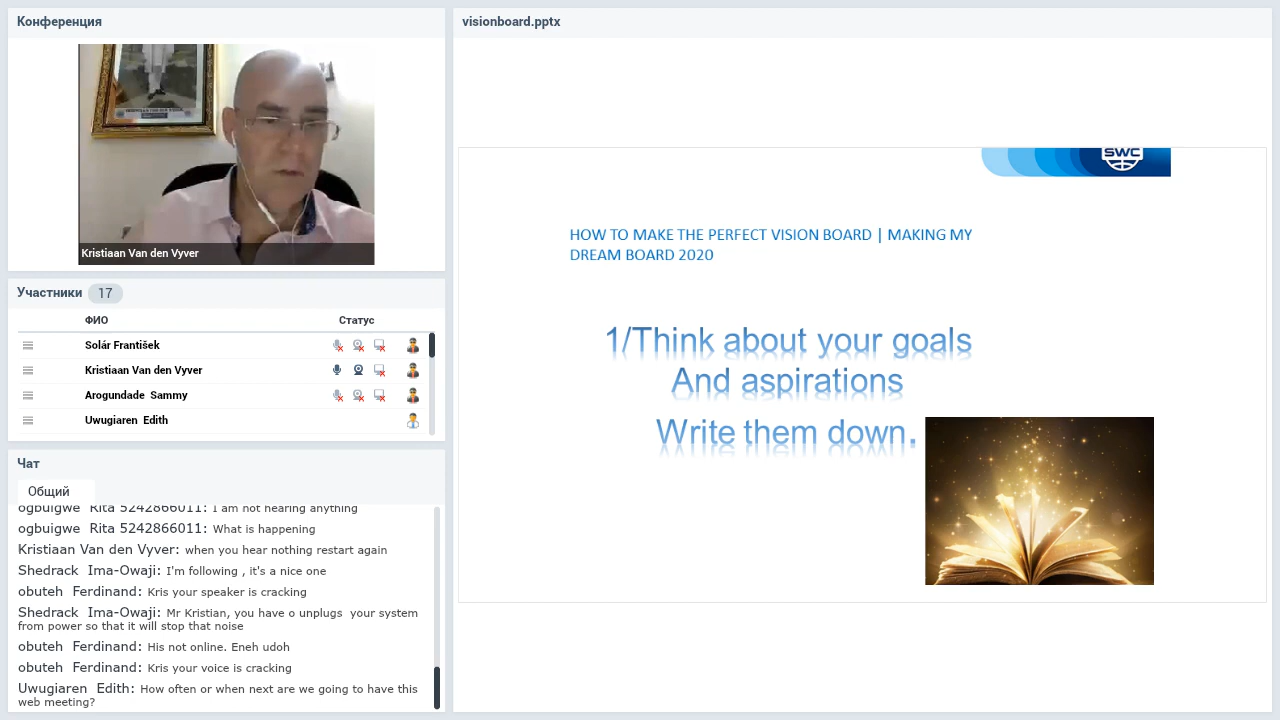 Конференция
Kristiaan Van den Vyver
Участники 17
ФИО Статус
Solár František
Kristiaan Van den Vyver
Arogundade Sammy
Uwugiaren Edith
Чат
Общий
ogbuigwe Rita 5242866011: I am not hearing anything
ogbuigwe Rita 5242866011: What is happening
Kristiaan Van den Vyver: when you hear nothing restart again
Shedrack Ima-Owaji: I'm following , it's a nice one
obuteh Ferdinand: Kris your speaker is cracking
Shedrack Ima-Owaji: Mr Kristian, you have o unplugs your system
from power so that it will stop that noise
obuteh Ferdinand: His not online. Eneh udoh
obuteh Ferdinand: Kris your voice is cracking
Uwugiaren Edith: How often or when next are we going to have this
web meeting?
visionboard.pptx
SWC
HOW TO MAKE THE PERFECT VISION BOARD | MAKING MY
DREAM BOARD 2020
1/Think about your goals
And aspirations
Write them down.